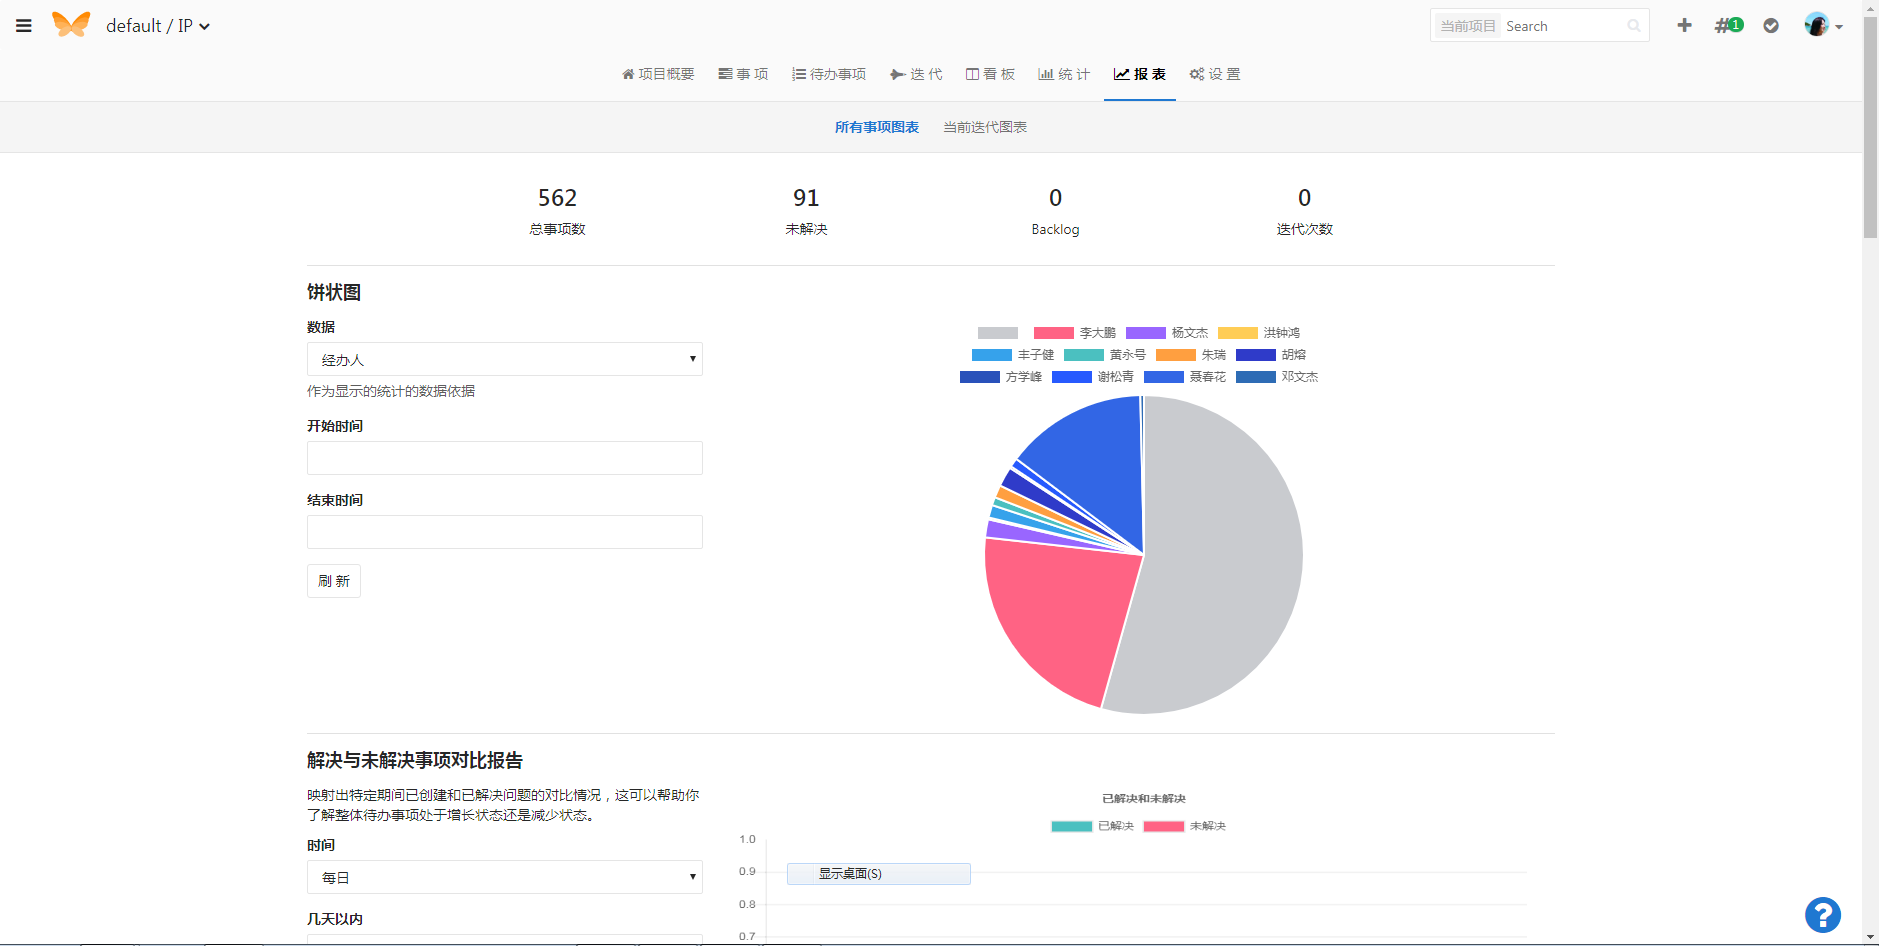 default / IP
当前项目 Search
1
项目概要 事 项 待办事项 迭 代 看 板 统 计 报 表 设 置
所有事项图表 当前迭代图表
562 91 0 0
总事项数 未解决 Backlog 迭代次数
饼状图
数据
经办人
作为显示的统计的数据依据
开始时间
结束时间
刷 新
李大鹏 杨文杰 洪钟鸿
丰子健 黄永号 朱瑞 胡熔
方学峰 谢松青 聂春花 邓文杰
解决与未解决事项对比报告
映射出特定期间已创建和已解决问题的对比情况，这可以帮助你
了解整体待办事项处于增长状态还是减少状态。
时间
每日
几天以内
已解决和未解决
已解决 未解决
1.0
0.9
显示桌面(S)
0.8
0.7